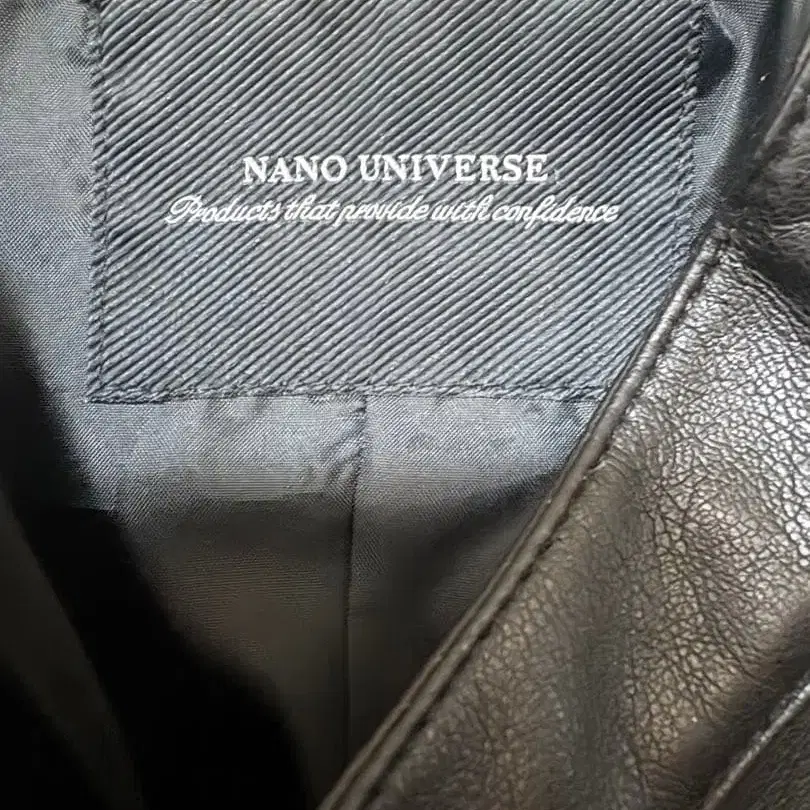 NANO UNIVERSE
Products that provide with confidence